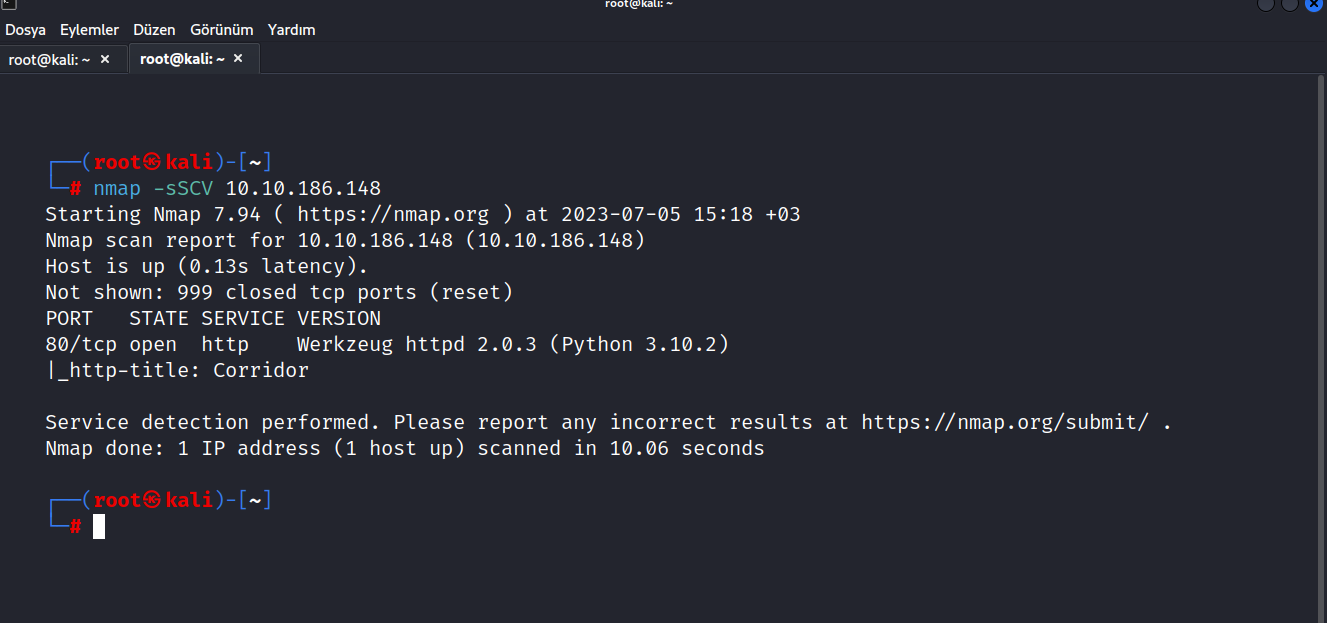 root@kali: ~
Dosya Eylemler Düzen Görünüm Yardım
root@kali: ~ × root@kali: ~ ×
┌──(root㉿kali)-[~]
└─# nmap -sSCV 10.10.186.148
Starting Nmap 7.94 ( https://nmap.org ) at 2023-07-05 15:18 +03
Nmap scan report for 10.10.186.148 (10.10.186.148)
Host is up (0.13s latency).
Not shown: 999 closed tcp ports (reset)
PORT   STATE SERVICE VERSION
80/tcp open  http    Werkzeug httpd 2.0.3 (Python 3.10.2)
|_http-title: Corridor
Service detection performed. Please report any incorrect results at https://nmap.org/submit/ .
Nmap done: 1 IP address (1 host up) scanned in 10.06 seconds
┌──(root㉿kali)-[~]
└─#